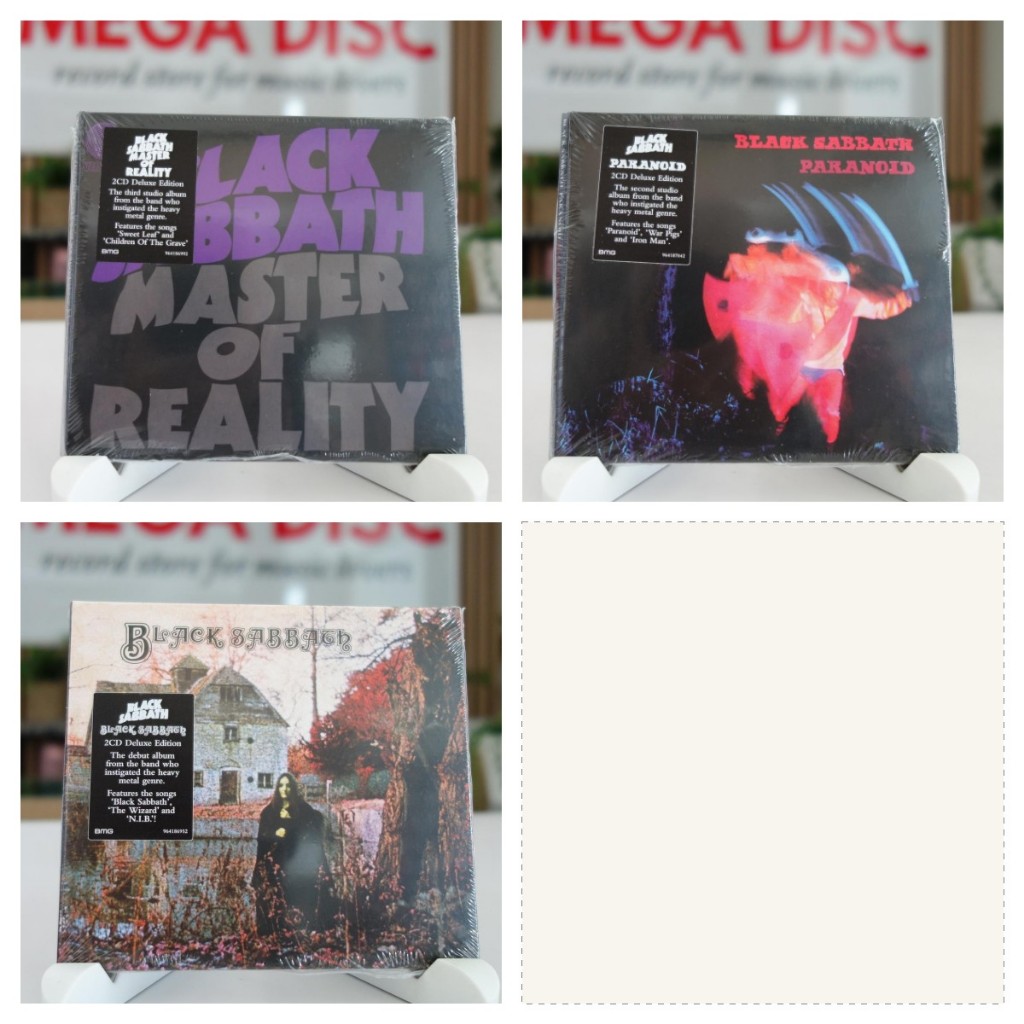 MEGA DISC
record store for music lovers
BLACK
SABBATH
MASTER
OF
REALITY
2CD Deluxe Edition
The third studio album
from the band who
instigated the heavy
metal genre.
Features the songs
'Sweet Leaf' and
'Children Of The Grave'
BMG
964186992
BLACK
SABBATH
MASTER
OF
REALITY
MEGA DISC
record store for music lovers
BLACK
SABBATH
PARANOID
2CD Deluxe Edition
The second studio
album from the band
who instigated the
heavy metal genre.
Features the songs
'Paranoid', 'War Pigs'
and 'Iron Man'.
BMG
BLACK SABBATH
PARANOID
MEGA DISC
record store for music lovers
BLACK SABBATH
BLACK
SABBATH
BLACK SABBATH
2CD Deluxe Edition
The debut album
from the band who
instigated the heavy
metal genre.
Features the songs
'Black Sabbath',
'The Wizard' and
'N.I.B.'!
BMG
964186952